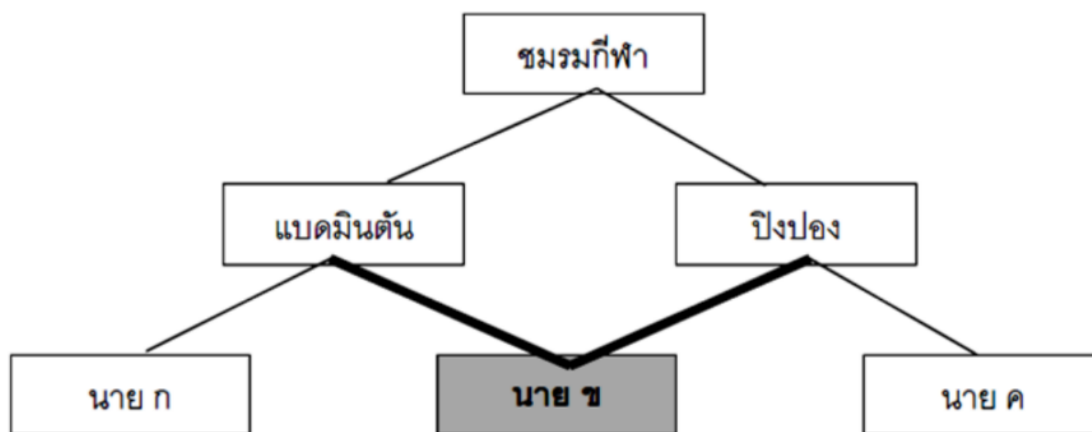 ชมรมกีฬา
แบดมินตัน
ปิงปอง
นาย ก
นาย ข
นาย ค